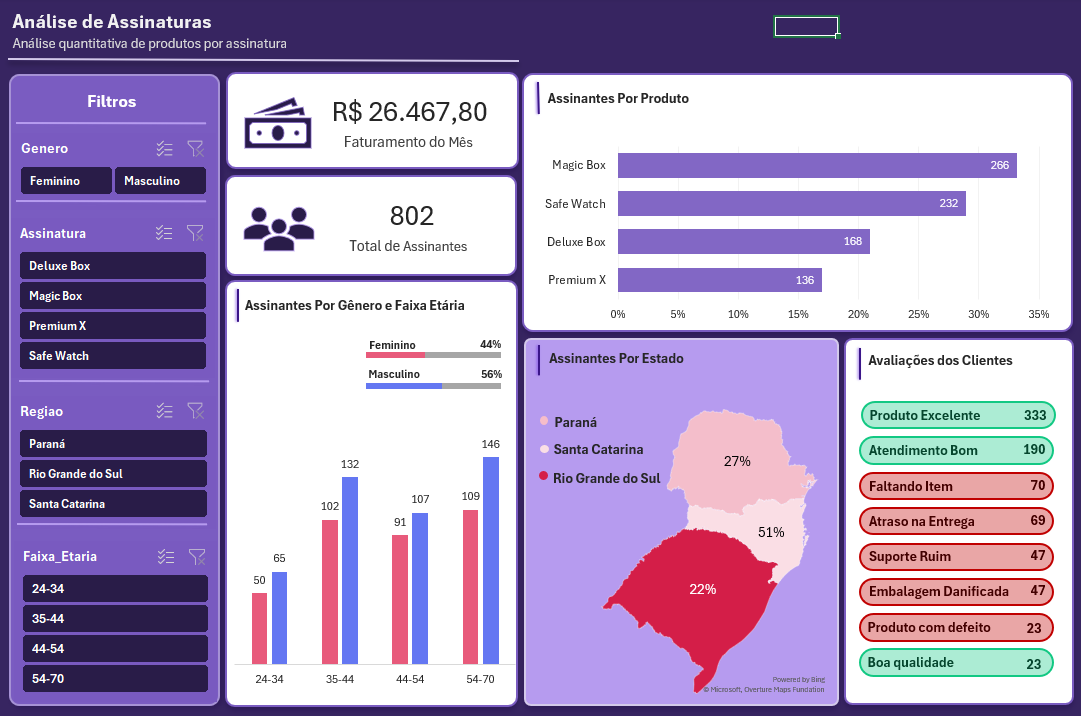 Análise de Assinaturas
Análise quantitativa de produtos por assinatura
Filtros
Genero
Feminino Masculino
Assinatura
Deluxe Box
Magic Box
Premium X
Safe Watch
Regiao
Paraná
Rio Grande do Sul
Santa Catarina
Faixa_Etaria
24-34
35-44
44-54
54-70
R$ 26.467,80
Faturamento do Mês
802
Total de Assinantes
Assinantes Por Gênero e Faixa Etária
Feminino 44%
Masculino 56%
50 65 102 132 91 107 109 146
24-34 35-44 44-54 54-70
Assinantes Por Produto
Magic Box 266
Safe Watch 232
Deluxe Box 168
Premium X 136
0% 5% 10% 15% 20% 25% 30% 35%
Assinantes Por Estado
Paraná
Santa Catarina
Rio Grande do Sul
27%
51%
22%
Powered by Bing
© Microsoft, Overture Maps Fundation
Avaliações dos Clientes
Produto Excelente 333
Atendimento Bom 190
Faltando Item 70
Atraso na Entrega 69
Suporte Ruim 47
Embalagem Danificada 47
Produto com defeito 23
Boa qualidade 23